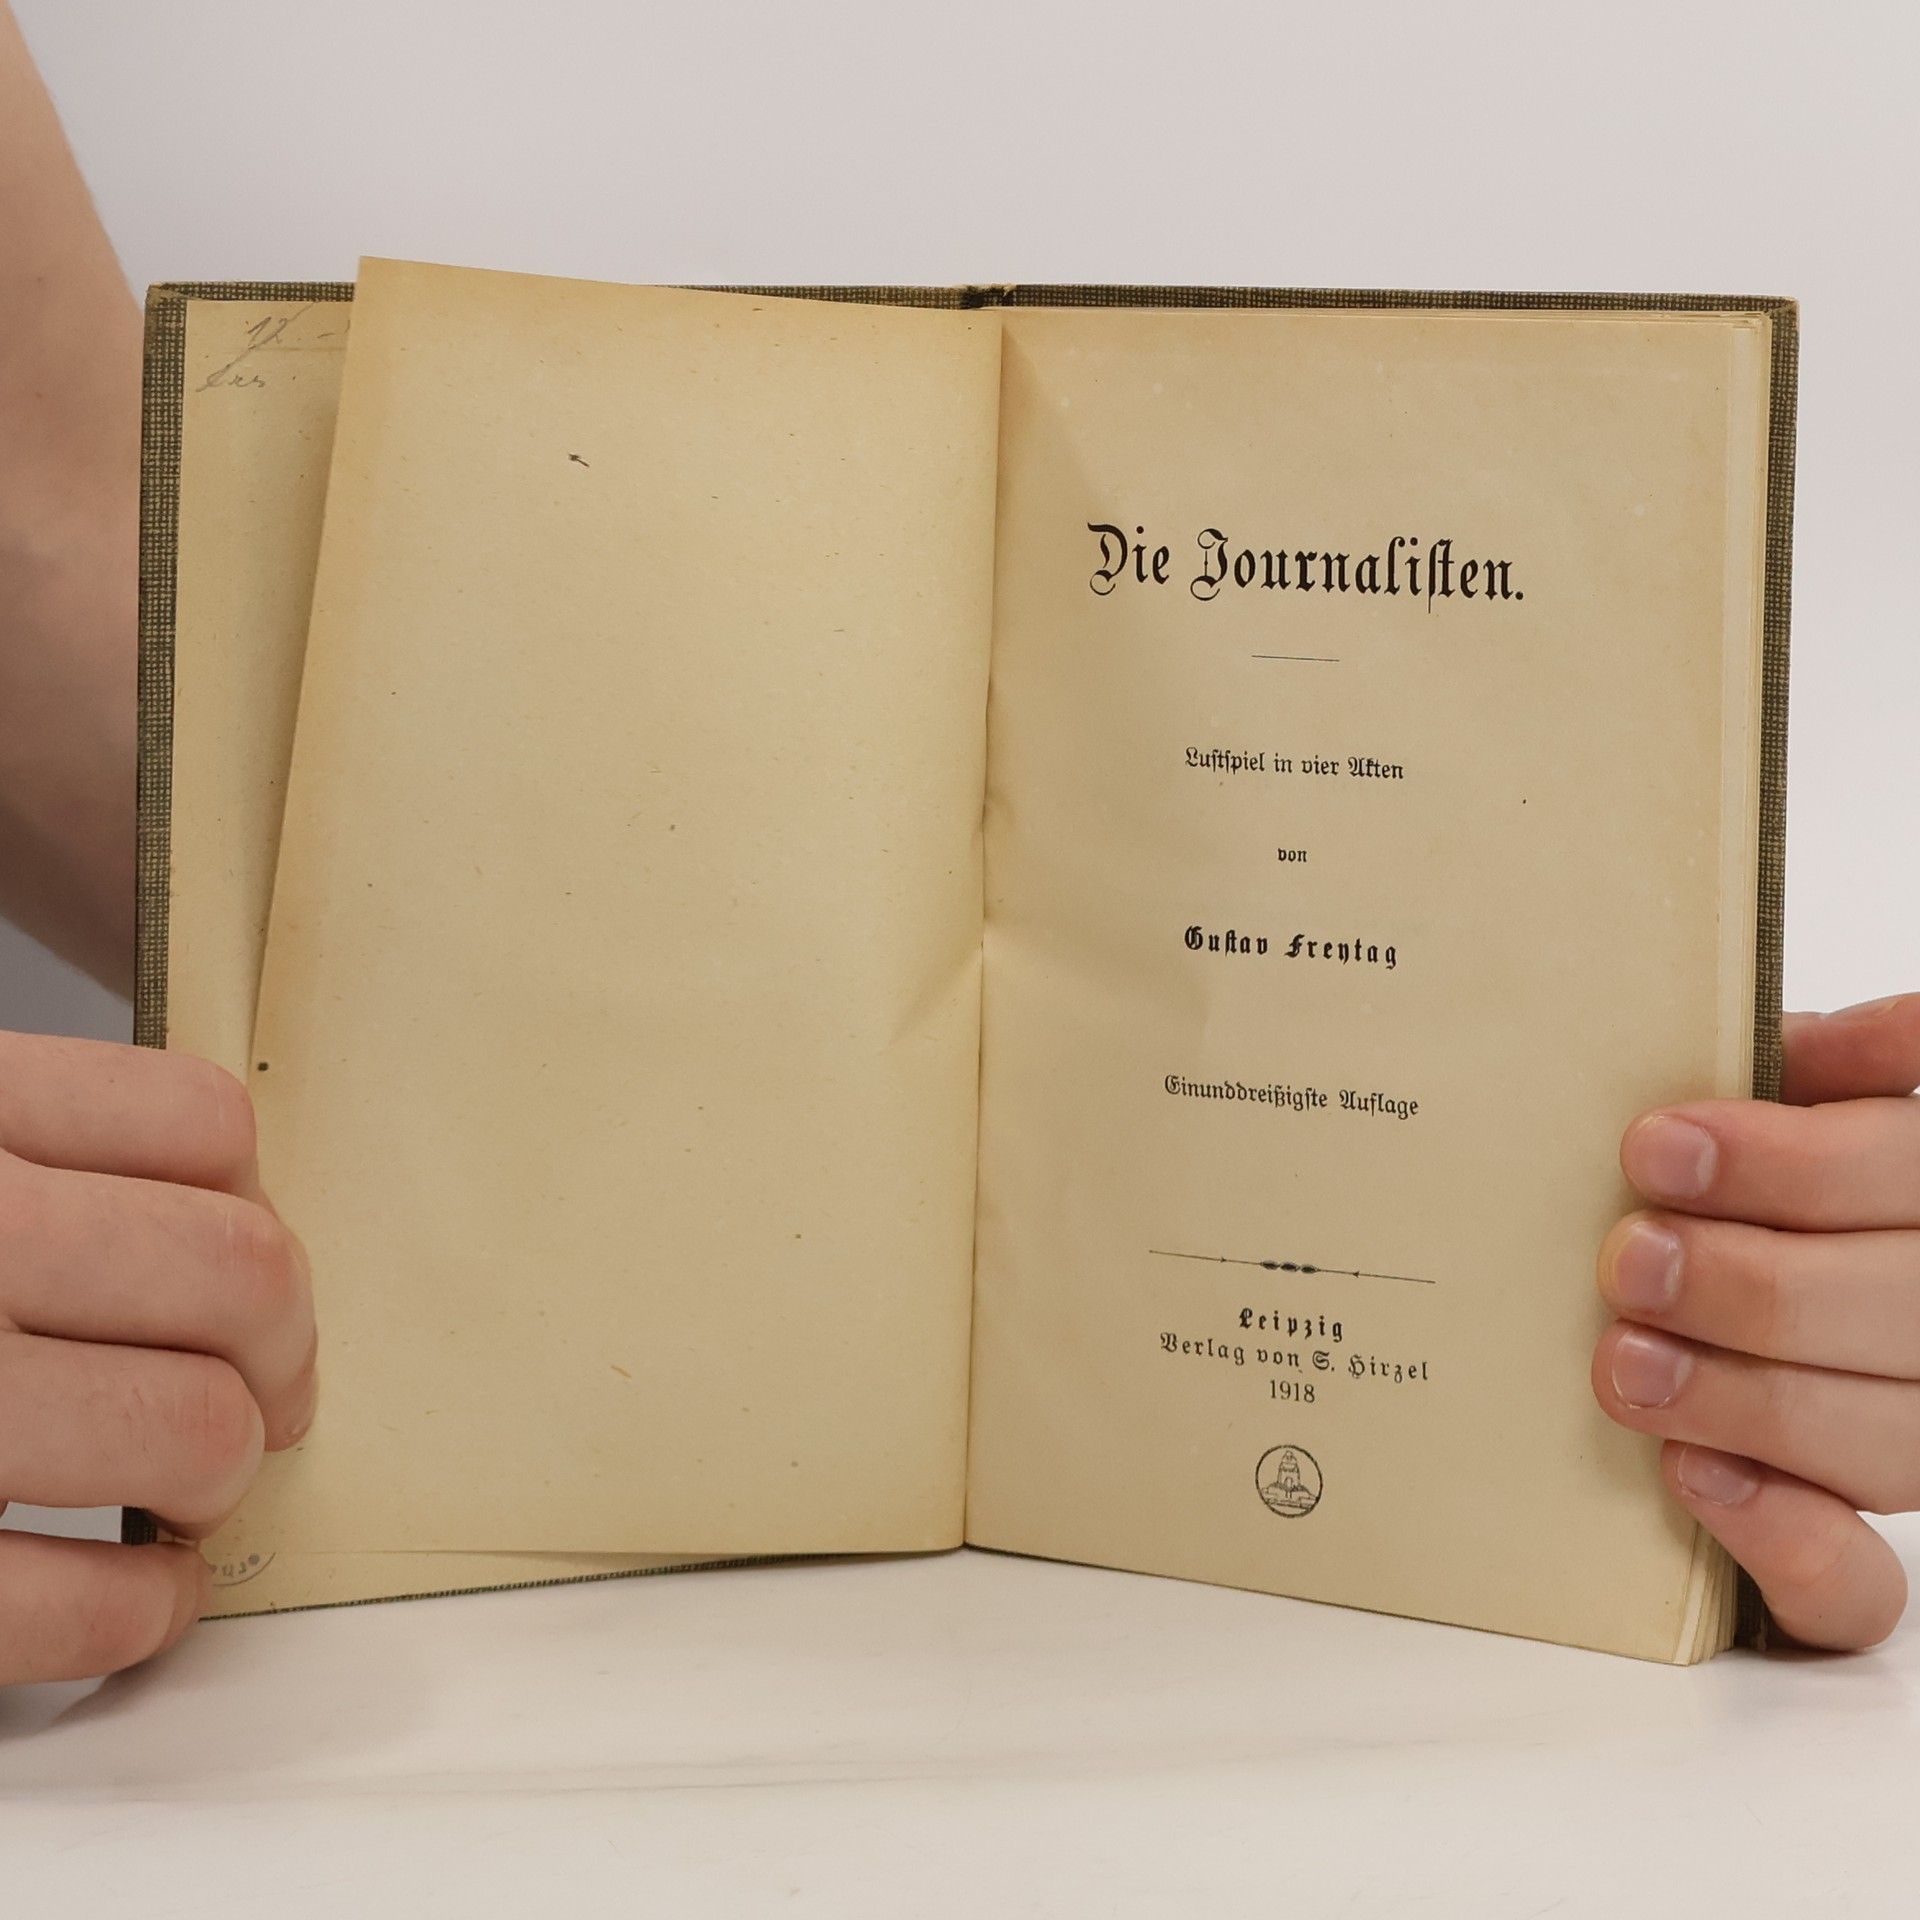 Die Journalisten.
Lustspiel in vier Akten
von
Gustav Freytag
Einunddreißigste Auflage
Leipzig
Verlag von S. Hirzel
1918